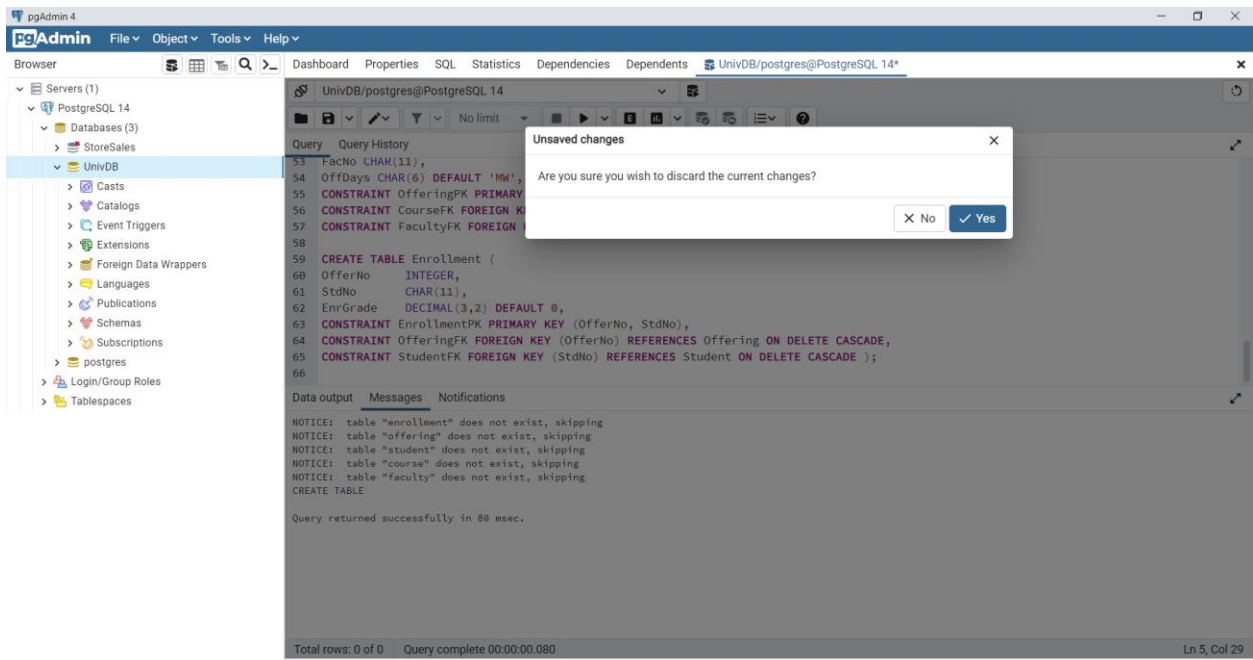 pgAdmin 4
pgAdmin File Object Tools Help
Browser
Dashboard Properties SQL Statistics Dependencies Dependents UnivDB/postgres@PostgreSQL 14*
Servers (1)
PostgreSQL 14
Databases (3)
StoreSales
UnivDB
Casts
Catalogs
Event Triggers
Extensions
Foreign Data Wrappers
Languages
Publications
Schemas
Subscriptions
postgres
Login/Group Roles
Tablespaces
UnivDB/postgres@PostgreSQL 14
No limit
E
Query Query History
53 FacNo CHAR(11),
54 OffDays CHAR(6) DEFAULT 'MW',
55 CONSTRAINT OfferingPK PRIMARY
56 CONSTRAINT CourseFK FOREIGN
57 CONSTRAINT FacultyFK FOREIGN
58
59 CREATE TABLE Enrollment (
60 OfferNo INTEGER,
61 StdNo CHAR(11),
62 EnrGrade DECIMAL(3,2) DEFAULT 0,
63 CONSTRAINT EnrollmentPK PRIMARY KEY (OfferNo, StdNo),
64 CONSTRAINT OfferingFK FOREIGN KEY (OfferNo) REFERENCES Offering ON DELETE CASCADE,
65 CONSTRAINT StudentFK FOREIGN KEY (StdNo) REFERENCES Student ON DELETE CASCADE );
66
Unsaved changes
Are you sure you wish to discard the current changes?
No Yes
Data output Messages Notifications
NOTICE: table "enrollment" does not exist, skipping
NOTICE: table "offering" does not exist, skipping
NOTICE: table "student" does not exist, skipping
NOTICE: table "course" does not exist, skipping
NOTICE: table "faculty" does not exist, skipping
CREATE TABLE
Query returned successfully in 80 msec.
Total rows: 0 of 0 Query complete 00:00:00.080
Ln 5, Col 29